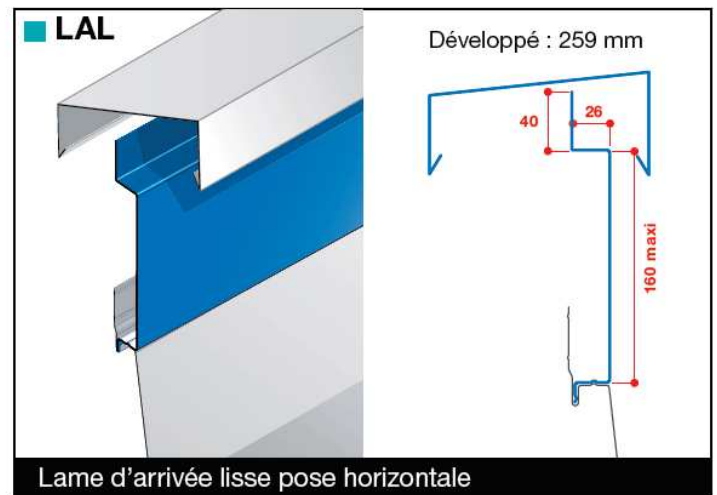 LAL
Développé : 259 mm
40
26
160 maxi
Lame d'arrivée lisse pose horizontale